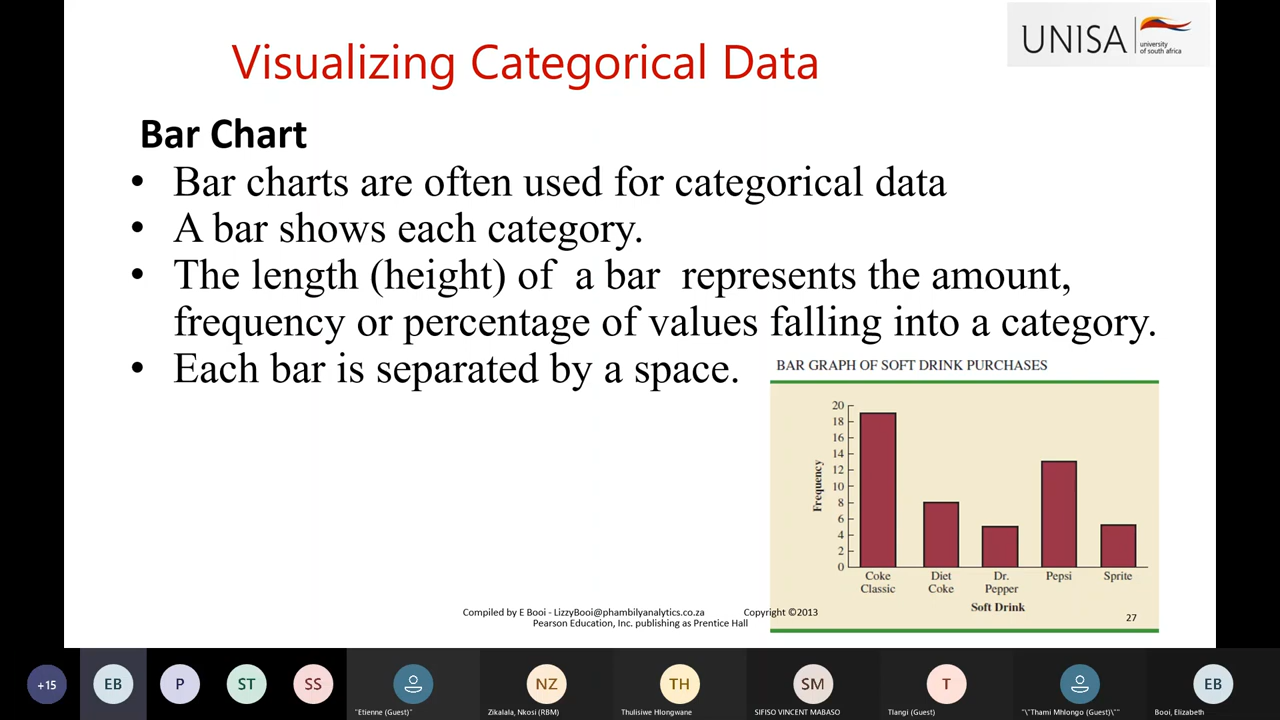 Visualizing Categorical Data
UNISA
university
of south africa
Bar Chart
• Bar charts are often used for categorical data
• A bar shows each category.
• The length (height) of a bar represents the amount,
frequency or percentage of values falling into a category.
• Each bar is separated by a space.
BAR GRAPH OF SOFT DRINK PURCHASES
20
18
16
14
12
10
8
6
4
2
0
Frequency
Coke
Classic
Diet
Coke
Dr.
Pepper
Pepsi
Sprite
Soft Drink
Compiled by E Booi - LizzyBooi@phambilyanalytics.co.za Copyright ©2013
Pearson Education, Inc. publishing as Prentice Hall
27
+15
EB
P
ST
SS
"Etienne (Guest)"
NZ
Zikalala, Nkosi (RBM)
TH
Thulisiwe Hlongwane
SM
SIFISO VINCENT MABASO
T
Tlangi (Guest)
"\"Thami Mhlongo (Guest)\""
EB
Booi, Elizabeth